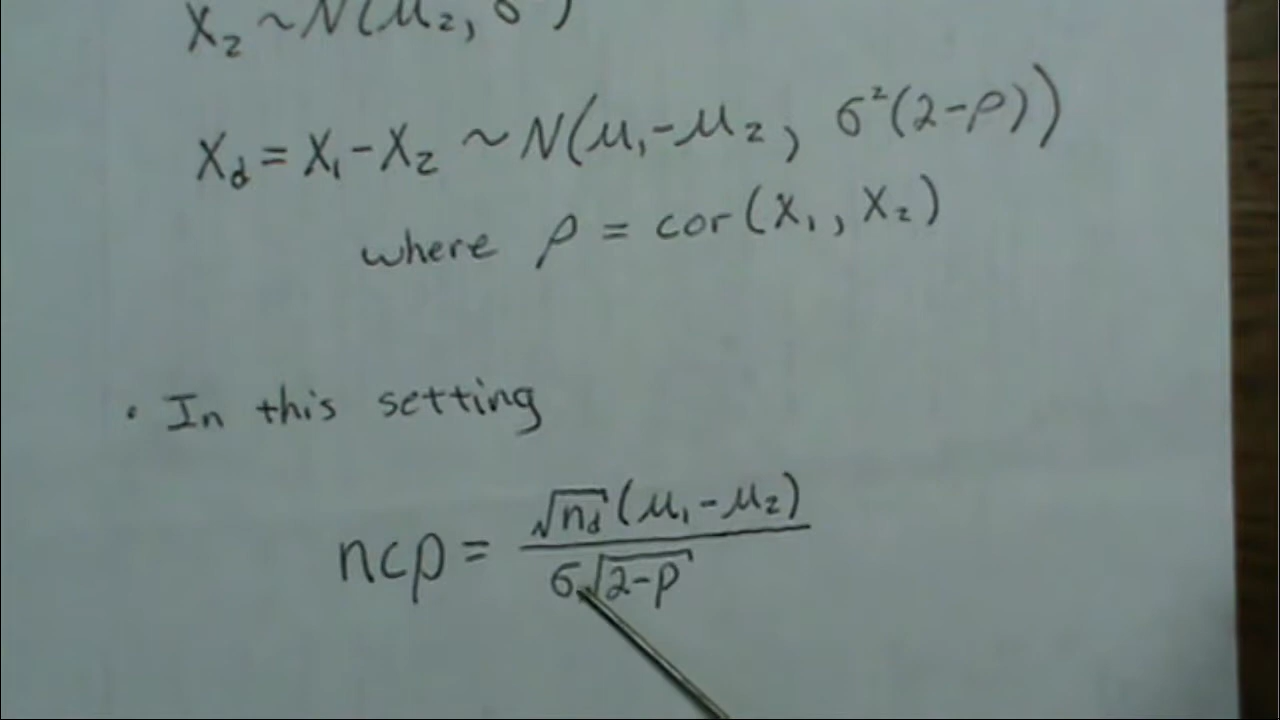 X₂ ~ N(μ₂, σ²)
X_d = X₁ - X₂ ~ N(μ₁ - μ₂, σ²(2-ρ))
where ρ = cor(X₁, X₂)
• In this setting
ncp = √n_d (μ₁ - μ₂) / σ√2-ρ